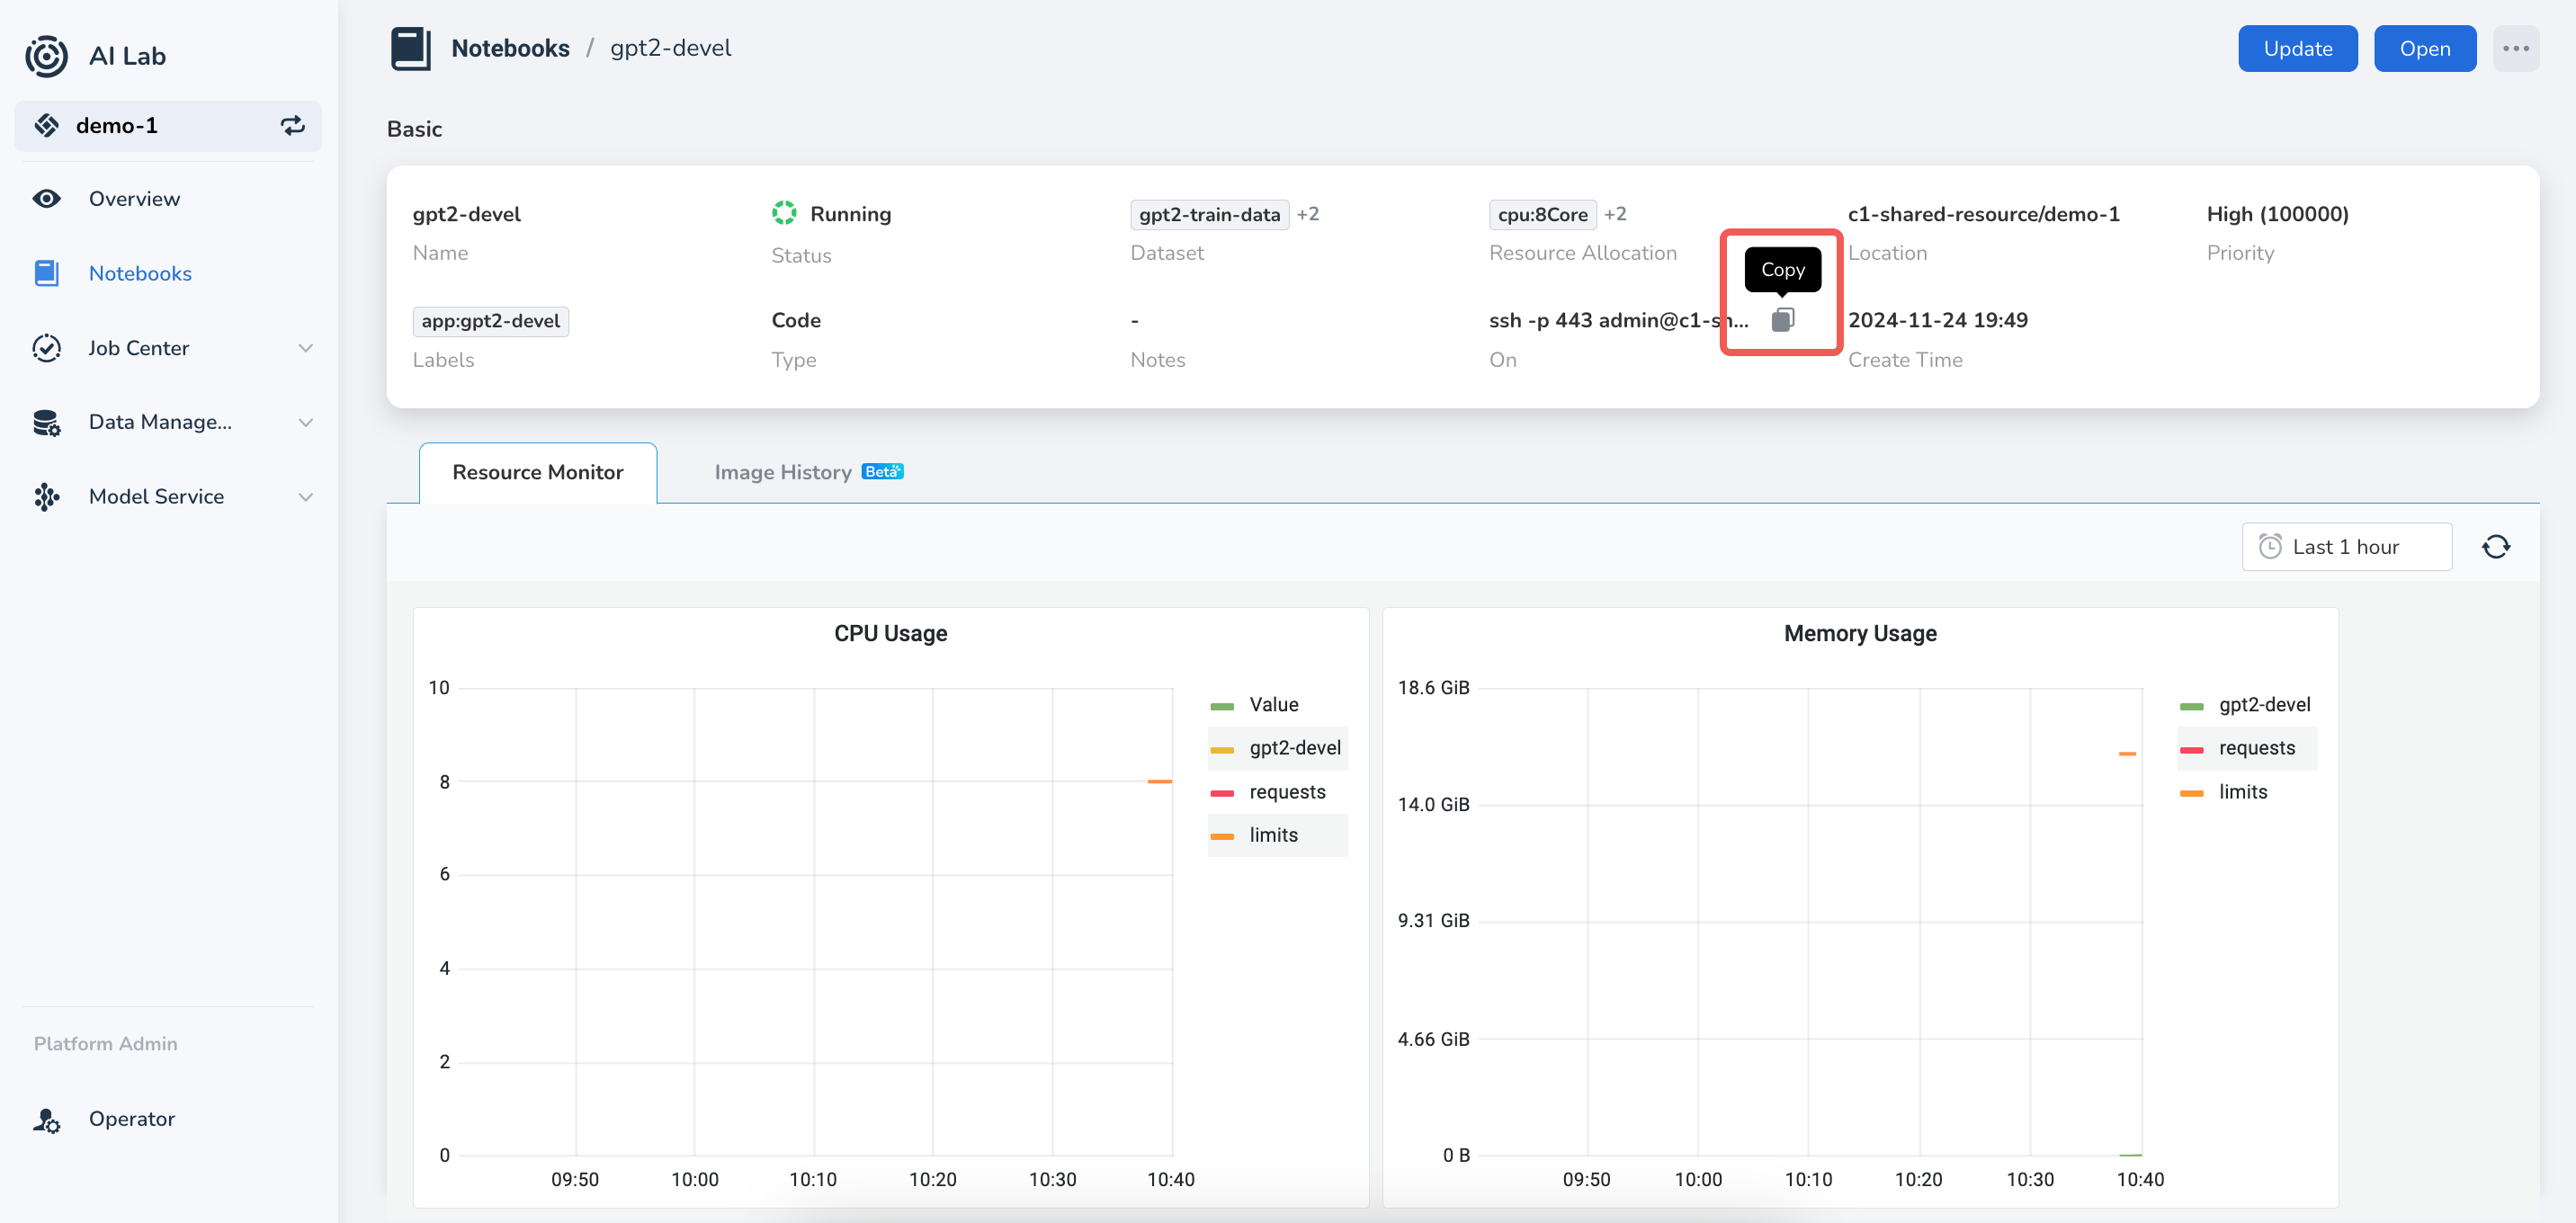 AI Lab
demo-1
Overview
Notebooks
Job Center
Data Manage...
Model Service
Platform Admin
Operator
Notebooks / gpt2-devel
Update
Open
Basic
gpt2-devel
Name
Running
Status
gpt2-train-data +2
Dataset
cpu:8Core +2
Resource Allocation
c1-shared-resource/demo-1
Location
High (100000)
Priority
Copy
app:gpt2-devel
Labels
Code
Type
-
Notes
ssh -p 443 admin@c1-sh...
On
2024-11-24 19:49
Create Time
Resource Monitor
Image History Beta
Last 1 hour
CPU Usage
10
8
6
4
2
0
09:50 10:00 10:10 10:20 10:30 10:40
Value
gpt2-devel
requests
limits
Memory Usage
18.6 GiB
14.0 GiB
9.31 GiB
4.66 GiB
0 B
09:50 10:00 10:10 10:20 10:30 10:40
gpt2-devel
requests
limits